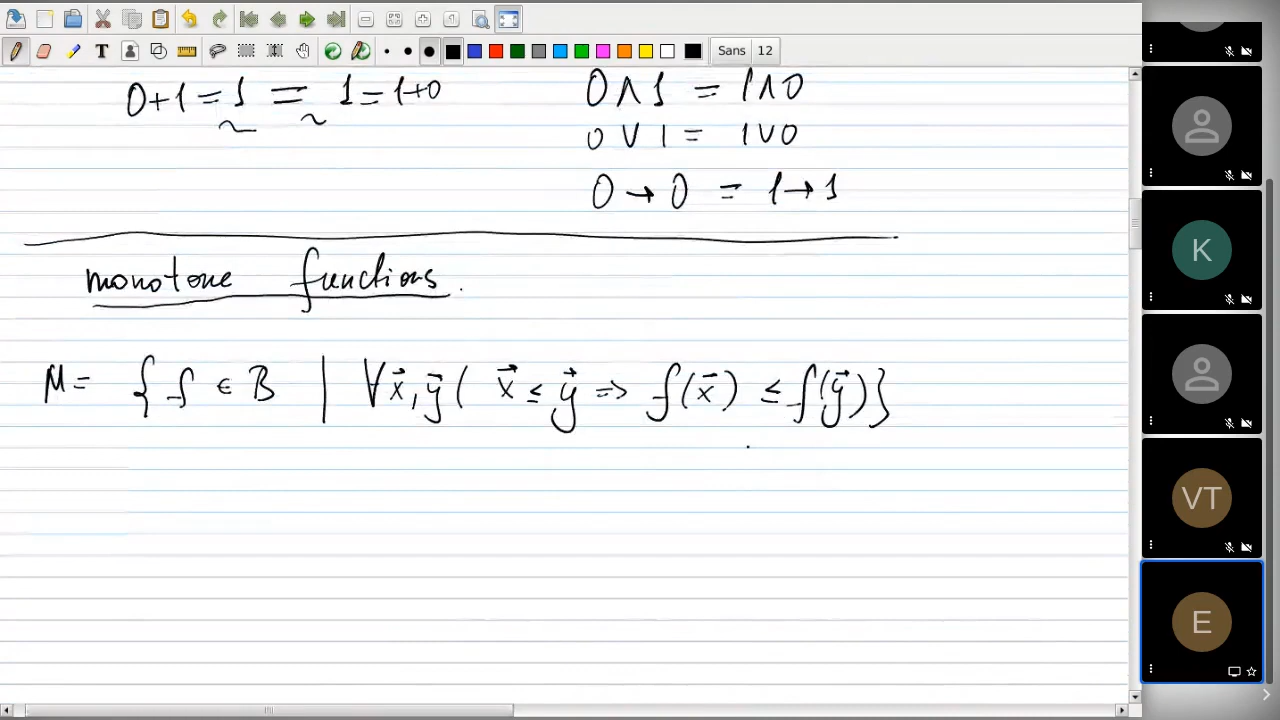 Sans 12
0+1=1 = 1=1+0
0∧1 = 1∧0
0∨1 = 1∨0
0→0 = 1→1
monotone functions.
M= {f ∈ B | ∀x⃗,y⃗( x⃗ ≤ y⃗ ⇒ f(x⃗) ≤ f(y⃗)}
K
VT
E